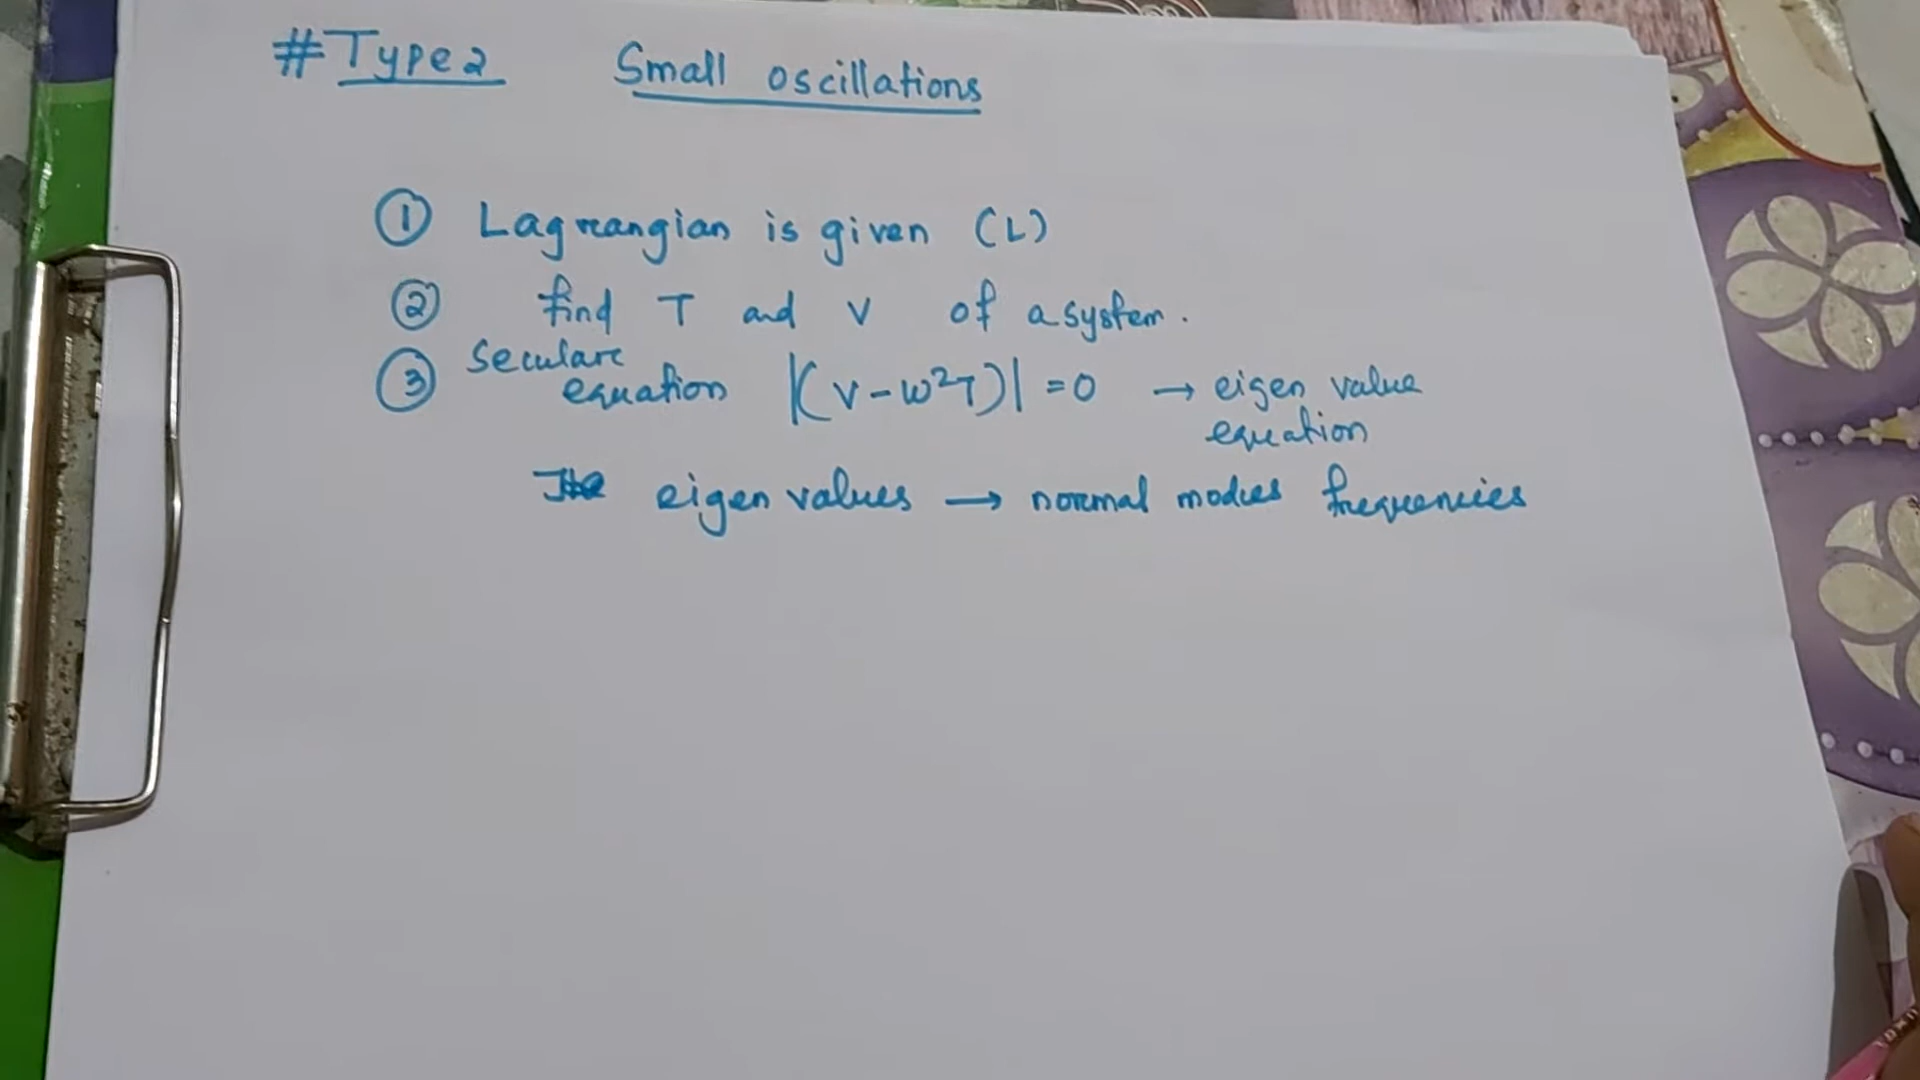 #Type2 Small oscillations
① Lagrangian is given (L)
② find T and V of a system.
③ Secular equation |(V-ω²T)| = 0 → eigen value equation
The eigen values → normal modes frequencies